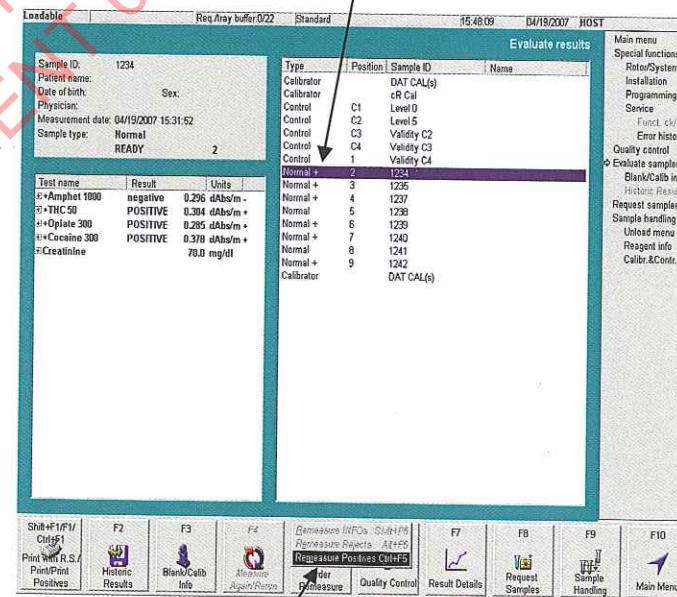 Loadable Req./tray buffer:0/22 Standard 15:48:09 04/19/2007 HOST
Evaluate results
Sample ID: 1234
Patient name:
Date of birth: Sex:
Physician:
Measurement date: 04/19/2007 15:31:52
Sample type: Normal
READY 2
Test name Result Units
+Amphet 1000 negative 0.296 dAbs/m -
+THC 50 POSITIVE 0.304 dAbs/m +
+Opiate 300 POSITIVE 0.285 dAbs/m +
+Cocaine 300 POSITIVE 0.378 dAbs/m +
Creatinine 70.0 mg/dl
Type Position Sample ID Name
Calibrator DAT CAL(s)
Calibrator cR Cal
Control C1 Level 0
Control C2 Level 5
Control C3 Validity C2
Control C4 Validity C3
Control 1 Validity C4
Normal + 2 1234
Normal + 3 1235
Normal + 4 1237
Normal 5 1238
Normal + 6 1239
Normal + 7 1240
Normal 8 1241
Normal + 9 1242
Calibrator DAT CAL(s)
Main menu
Special functions
Rotor/System
Installation
Programming
Service
Funct. ck/
Error histo
Quality control
Evaluate samples
Blank/Calib in
Historic Resul
Request samples
Sample handling
Unload menu
Reagent info
Calibr.&Contr.
Shift+F1/F1/
Ctrl+F1
Print with R.S./
Print/Print
Positives
F2
Historic
Results
F3
Blank/Calib
Info
F4
Measure
Again/Rerun
Remeasure INFOs Shift+F6
Remeasure Rejects Alt+F6
Remeasure Positives Ctrl+F6
Remeasure
Quality Control
F7
Result Details
F8
Request
Samples
F9
Sample
Handling
F10
Main Menu